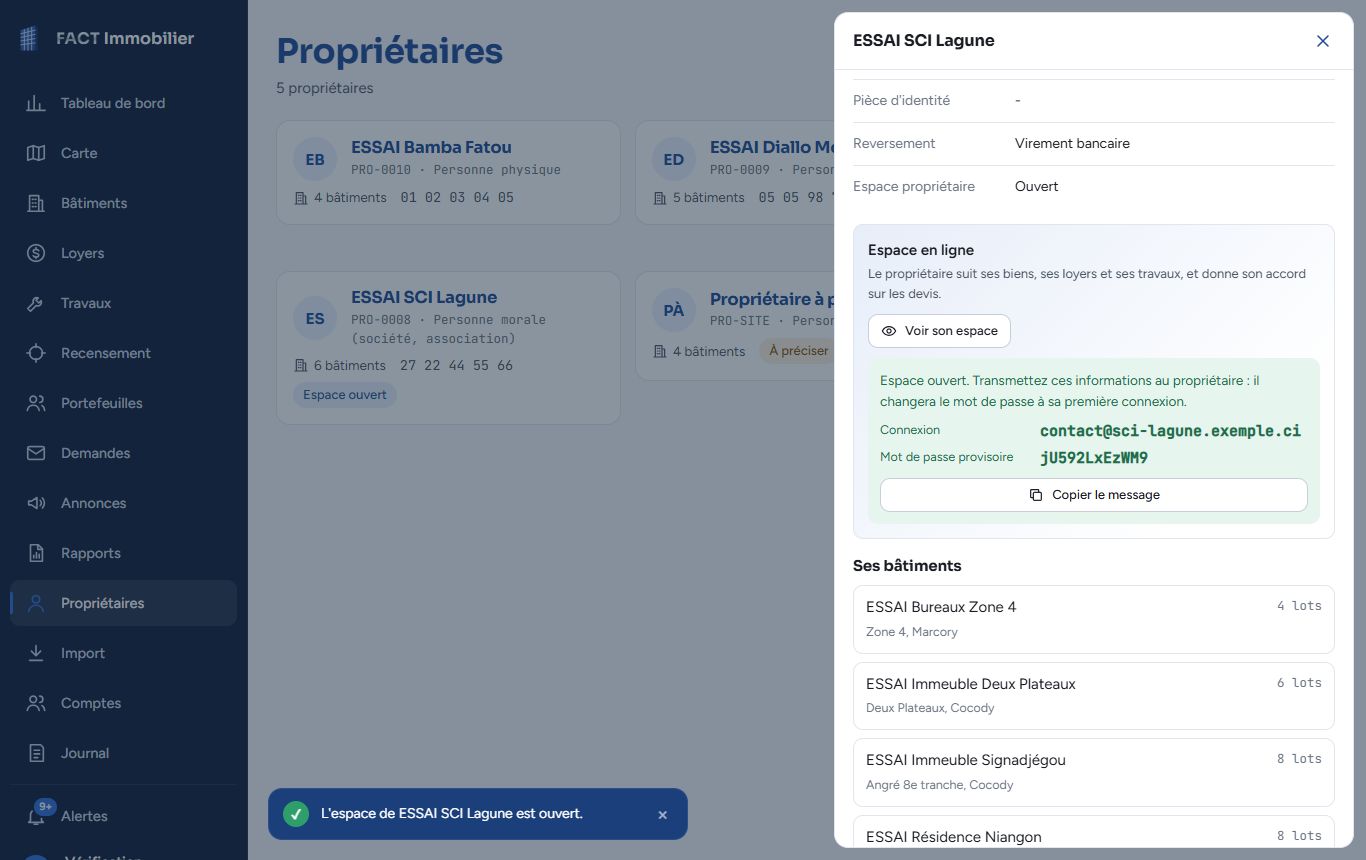 FACT Immobilier
Tableau de bord
Carte
Bâtiments
Loyers
Travaux
Recensement
Portefeuilles
Demandes
Annonces
Rapports
Propriétaires
Import
Comptes
Journal
9+
Alertes
Propriétaires
5 propriétaires
EB
ESSAI Bamba Fatou
PRO-0010 · Personne physique
4 bâtiments 01 02 03 04 05
ED
ESSAI Diallo
PRO-0009 ·
5 bâtiments 05 05 98
ES
ESSAI SCI Lagune
PRO-0008 · Personne morale
(société, association)
6 bâtiments 27 22 44 55 66
Espace ouvert
PÀ
Propriétaire à
PRO-SITE ·
4 bâtiments À préciser
L'espace de ESSAI SCI Lagune est ouvert.
ESSAI SCI Lagune
Pièce d'identité -
Reversement Virement bancaire
Espace propriétaire Ouvert
Espace en ligne
Le propriétaire suit ses biens, ses loyers et ses travaux, et donne son accord
sur les devis.
Voir son espace
Espace ouvert. Transmettez ces informations au propriétaire : il
changera le mot de passe à sa première connexion.
Connexion contact@sci-lagune.exemple.ci
Mot de passe provisoire jU592LxEzWM9
Copier le message
Ses bâtiments
ESSAI Bureaux Zone 4 4 lots
Zone 4, Marcory
ESSAI Immeuble Deux Plateaux 6 lots
Deux Plateaux, Cocody
ESSAI Immeuble Signadjégou 8 lots
Angré 8e tranche, Cocody
ESSAI Résidence Niangon 8 lots